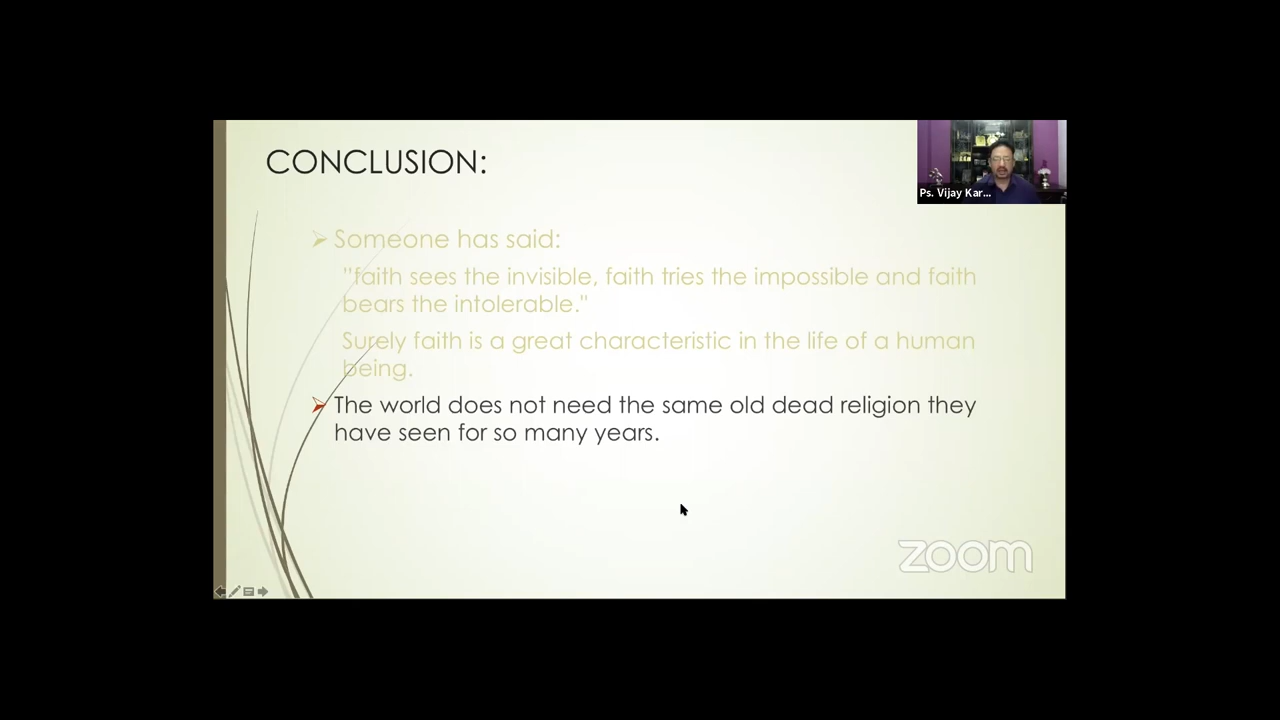 CONCLUSION:
Ps. Vijay Kar...
Someone has said:
"faith sees the invisible, faith tries the impossible and faith
bears the intolerable."
Surely faith is a great characteristic in the life of a human
being.
The world does not need the same old dead religion they
have seen for so many years.
zoom